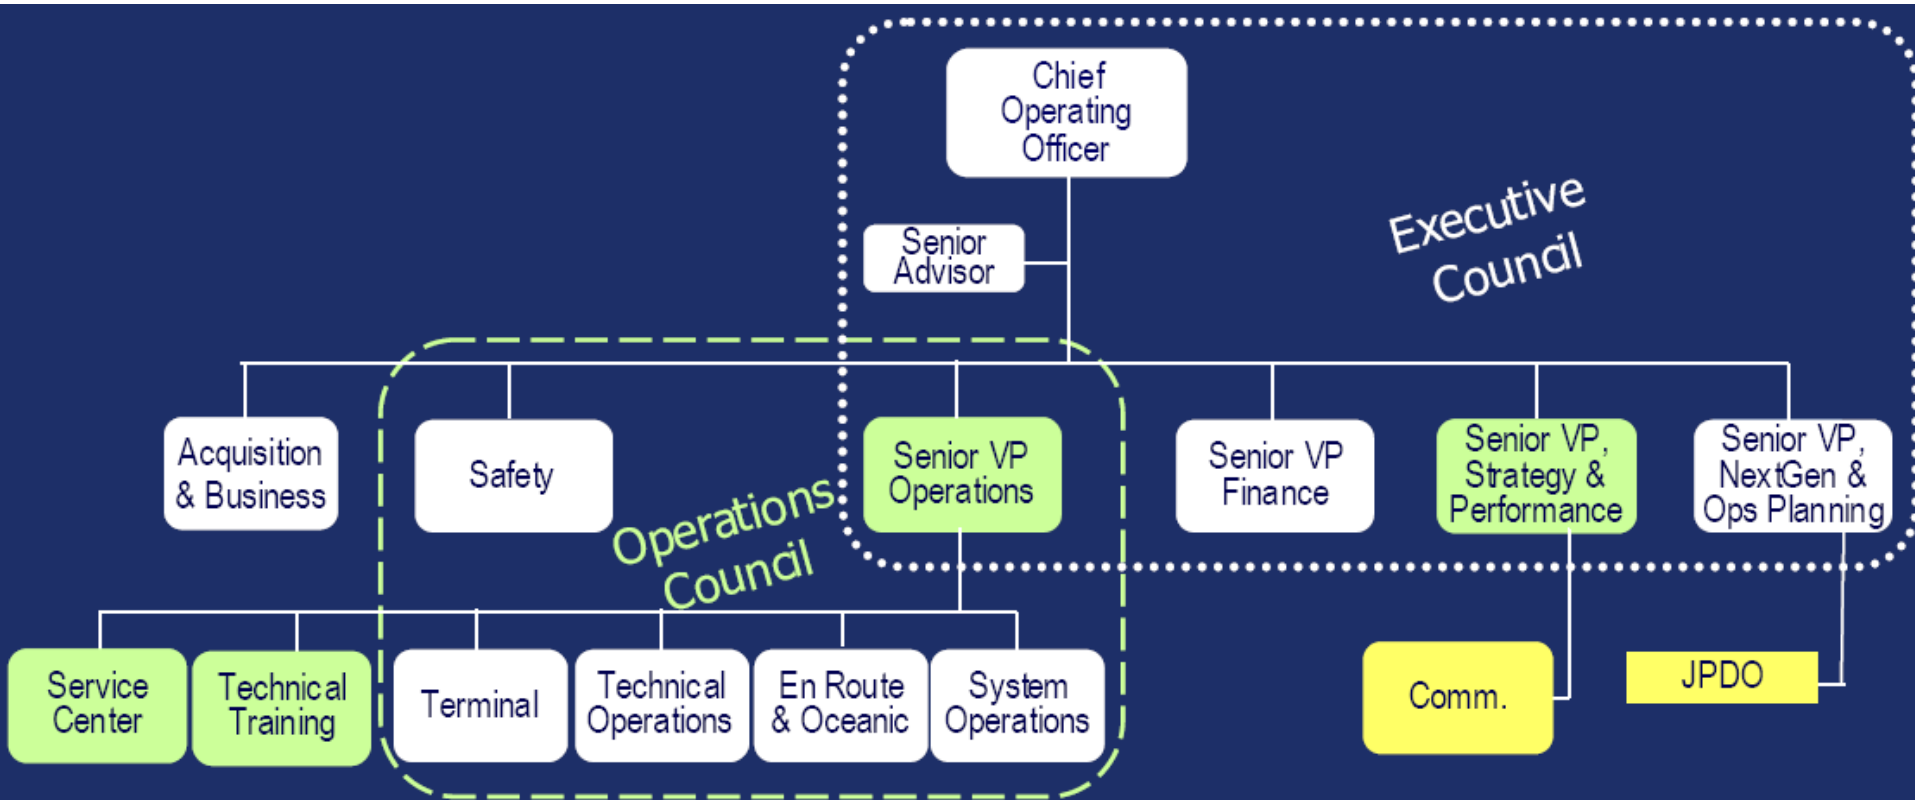 Chief
Operating
Officer
Senior
Advisor
Executive
Council
Acquisition
& Business
Safety
Senior VP
Operations
Senior VP
Finance
Senior VP,
Strategy &
Performance
Senior VP,
NextGen &
Ops Planning
Operations
Council
Service
Center
Technical
Training
Terminal
Technical
Operations
En Route
& Oceanic
System
Operations
Comm.
JPDO